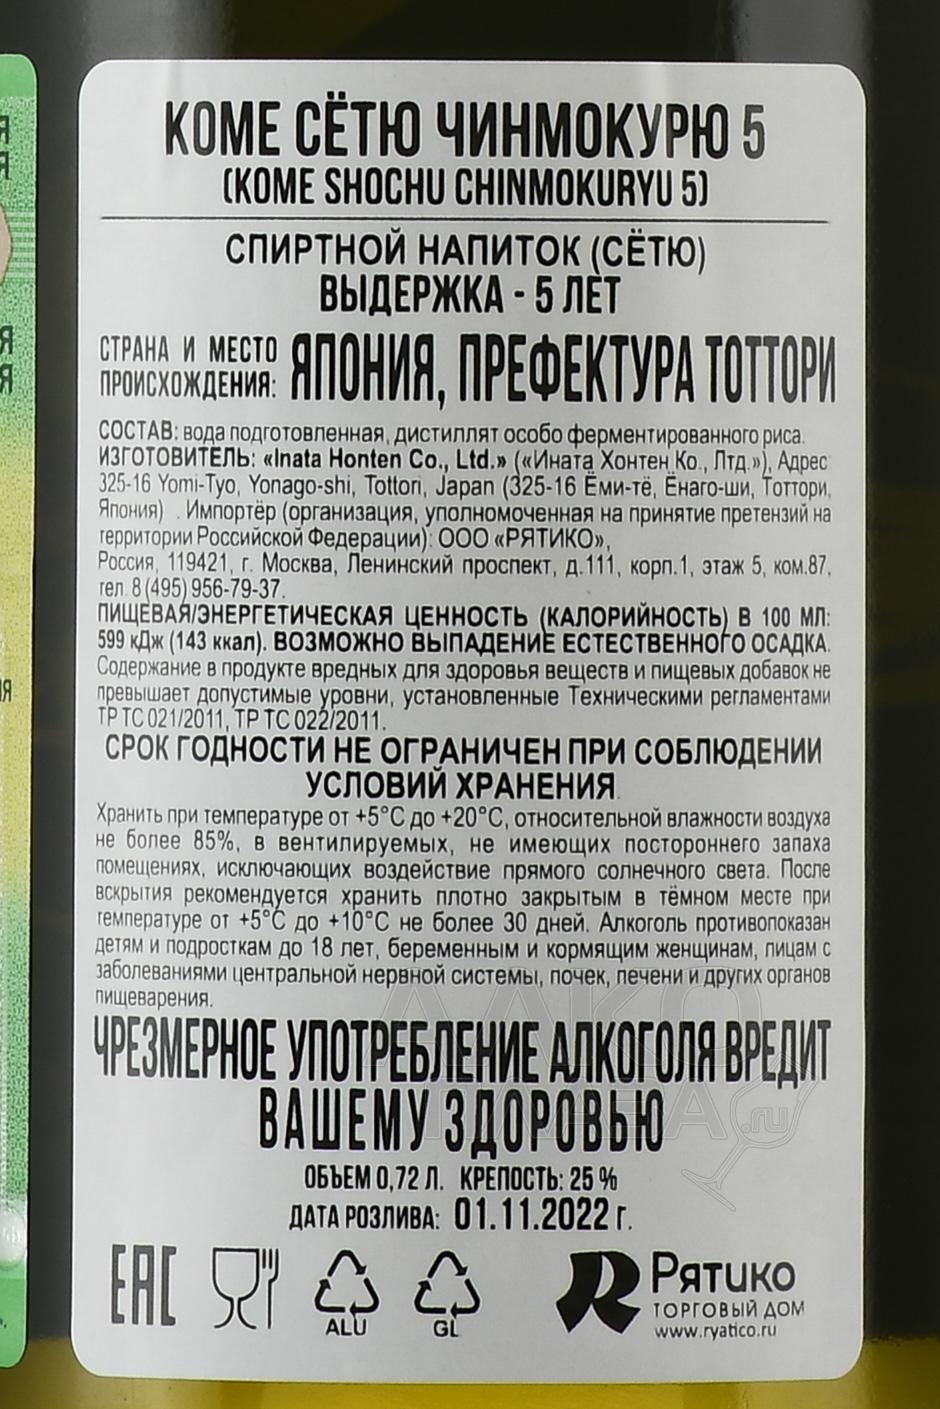 КОМЕ СЁТЮ ЧИНМОКУРЮ 5
(KOME SHOCHU CHINMOKURYU 5)
СПИРТНОЙ НАПИТОК (СЁТЮ)
ВЫДЕРЖКА - 5 ЛЕТ
СТРАНА И МЕСТО ПРОИСХОЖДЕНИЯ: ЯПОНИЯ, ПРЕФЕКТУРА ТОТТОРИ
СОСТАВ: вода подготовленная, дистиллят особо ферментированного риса.
ИЗГОТОВИТЕЛЬ: «Inata Honten Co., Ltd.» («Ината Хонтен Ко., Лтд.»), Адрес
325-16 Yomi-Tyo, Yonago-shi, Tottori, Japan (325-16 Ёми-тё, Ёнаго-ши, Тоттори,
Япония) . Импортёр (организация, уполномоченная на принятие претензий на
территории Российской Федерации): ООО «РЯТИКО»,
Россия, 119421, г. Москва, Ленинский проспект, д.111, корп.1, этаж 5, ком.87,
тел. 8 (495) 956-79-37.
ПИЩЕВАЯ/ЭНЕРГЕТИЧЕСКАЯ ЦЕННОСТЬ (КАЛОРИЙНОСТЬ) В 100 МЛ:
599 кДж (143 ккал). ВОЗМОЖНО ВЫПАДЕНИЕ ЕСТЕСТВЕННОГО ОСАДКА.
Содержание в продукте вредных для здоровья веществ и пищевых добавок не
превышает допустимые уровни, установленные Техническими регламентами
ТР ТС 021/2011, ТР ТС 022/2011.
СРОК ГОДНОСТИ НЕ ОГРАНИЧЕН ПРИ СОБЛЮДЕНИИ
УСЛОВИЙ ХРАНЕНИЯ.
Хранить при температуре от +5°С до +20°С, относительной влажности воздуха
не более 85%, в вентилируемых, не имеющих постороннего запаха
помещениях, исключающих воздействие прямого солнечного света. После
вскрытия рекомендуется хранить плотно закрытым в тёмном месте при
температуре от +5°С до +10°С не более 30 дней. Алкоголь противопоказан
детям и подросткам до 18 лет, беременным и кормящим женщинам, лицам с
заболеваниями центральной нервной системы, почек, печени и других органов
пищеварения.
ЧРЕЗМЕРНОЕ УПОТРЕБЛЕНИЕ АЛКОГОЛЯ ВРЕДИТ
ВАШЕМУ ЗДОРОВЬЮ
ОБЪЕМ 0,72 Л. КРЕПОСТЬ: 25 %
ДАТА РОЗЛИВА: 01.11.2022 г.
EAC
ALU
GL
Рятико
ТОРГОВЫЙ ДОМ
www.ryatico.ru